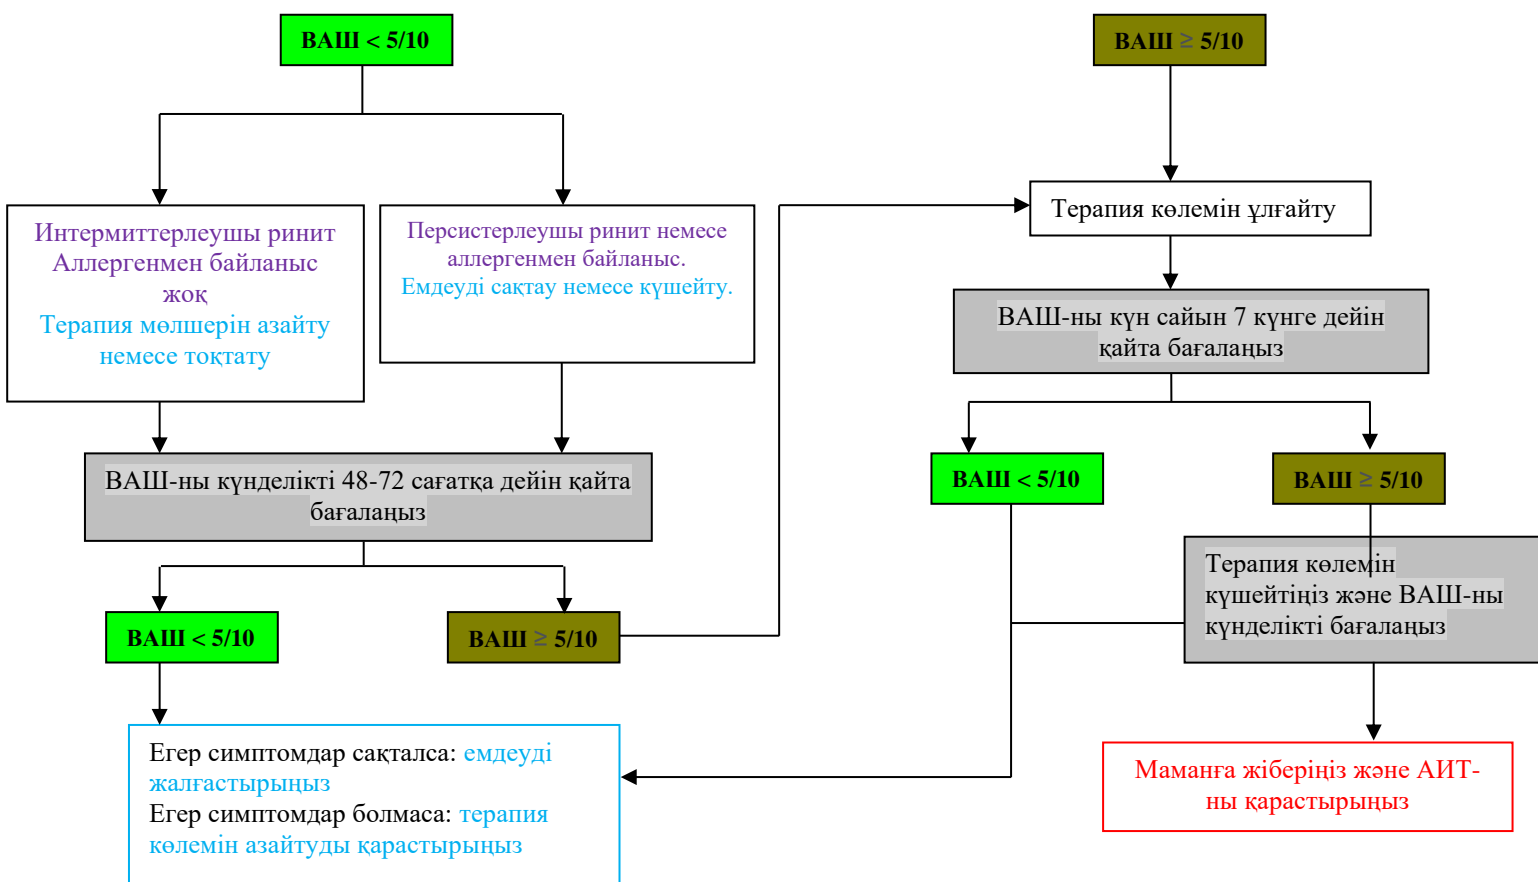 ВАШ < 5/10
ВАШ ≥ 5/10
Интермиттерлеушы ринит
Аллергенмен байланыс
жоқ
Терапия мөлшерін азайту
немесе тоқтату
Персистерлеушы ринит немесе
аллергенмен байланыс.
Емдеуді сақтау немесе күшейту.
Терапия көлемін ұлғайту
ВАШ-ны күн сайын 7 күнге дейін
қайта бағалаңыз
ВАШ-ны күнделікті 48-72 сағатқа дейін қайта
бағалаңыз
ВАШ < 5/10
ВАШ ≥ 5/10
ВАШ < 5/10
ВАШ ≥ 5/10
Терапия көлемін
күшейтіңіз және ВАШ-ны
күнделікті бағалаңыз
Егер симптомдар сақталса: емдеуді
жалғастырыңыз
Егер симптомдар болмаса: терапия
көлемін азайтуды қарастырыңыз
Маманға жіберіңіз және АИТ-
ны қарастырыңыз